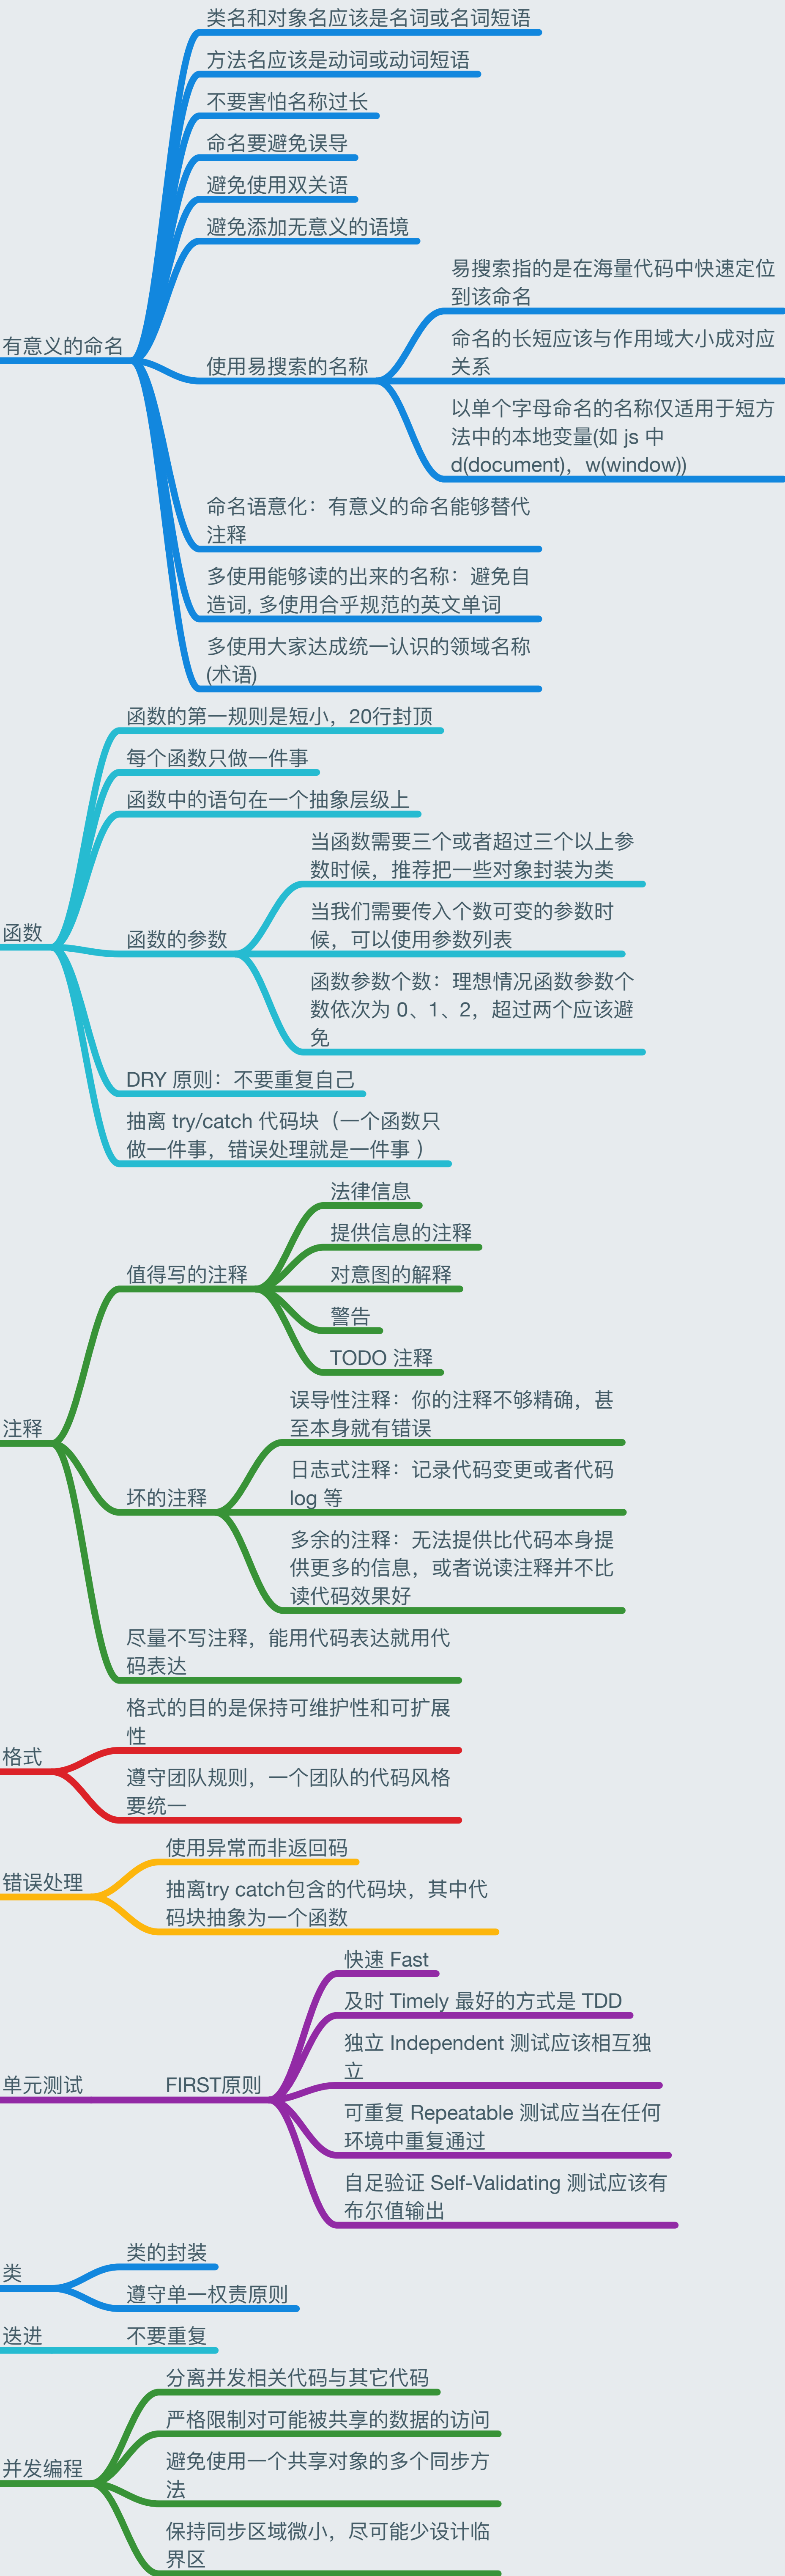 类名和对象名应该是名词或名词短语
方法名应该是动词或动词短语
不要害怕名称过长
命名要避免误导
避免使用双关语
避免添加无意义的语境
有意义的命名
使用易搜索的名称
易搜索指的是在海量代码中快速定位
到该命名
命名的长短应该与作用域大小成对应
关系
以单个字母命名的名称仅适用于短方
法中的本地变量(如 js 中
d(document)，w(window))
命名语意化：有意义的命名能够替代
注释
多使用能够读的出来的名称：避免自
造词, 多使用合乎规范的英文单词
多使用大家达成统一认识的领域名称
(术语)
函数
函数的第一规则是短小，20行封顶
每个函数只做一件事
函数中的语句在一个抽象层级上
函数的参数
当函数需要三个或者超过三个以上参
数时候，推荐把一些对象封装为类
当我们需要传入个数可变的参数时
候，可以使用参数列表
函数参数个数：理想情况函数参数个
数依次为 0、1、2，超过两个应该避
免
DRY 原则：不要重复自己
抽离 try/catch 代码块（一个函数只
做一件事，错误处理就是一件事 ）
注释
值得写的注释
法律信息
提供信息的注释
对意图的解释
警告
TODO 注释
坏的注释
误导性注释：你的注释不够精确，甚
至本身就有错误
日志式注释：记录代码变更或者代码
log 等
多余的注释：无法提供比代码本身提
供更多的信息，或者说读注释并不比
读代码效果好
尽量不写注释，能用代码表达就用代
码表达
格式
格式的目的是保持可维护性和可扩展
性
遵守团队规则，一个团队的代码风格
要统一
错误处理
使用异常而非返回码
抽离try catch包含的代码块，其中代
码块抽象为一个函数
单元测试
FIRST原则
快速 Fast
及时 Timely 最好的方式是 TDD
独立 Independent 测试应该相互独
立
可重复 Repeatable 测试应当在任何
环境中重复通过
自足验证 Self-Validating 测试应该有
布尔值输出
类
类的封装
遵守单一权责原则
迭进
不要重复
并发编程
分离并发相关代码与其它代码
严格限制对可能被共享的数据的访问
避免使用一个共享对象的多个同步方
法
保持同步区域微小，尽可能少设计临
界区